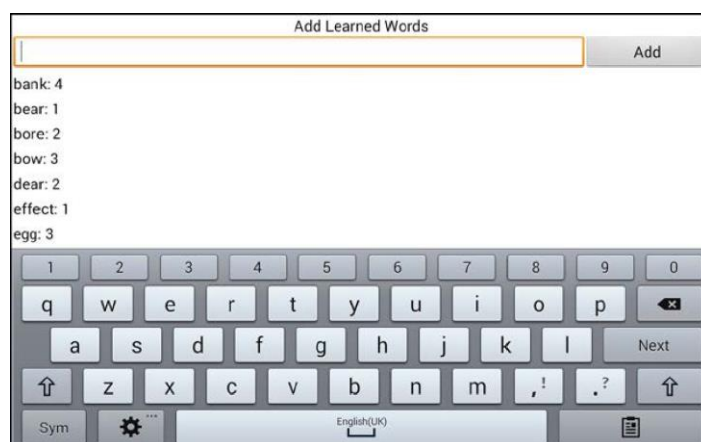 Add Learned Words
Add
bank: 4
bear: 1
bore: 2
bow: 3
dear: 2
effect: 1
egg: 3
1 2 3 4 5 6 7 8 9 0
q w e r t y u i o p
a s d f g h j k l Next
z x c v b n m ,! .?
Sym ... English(UK)